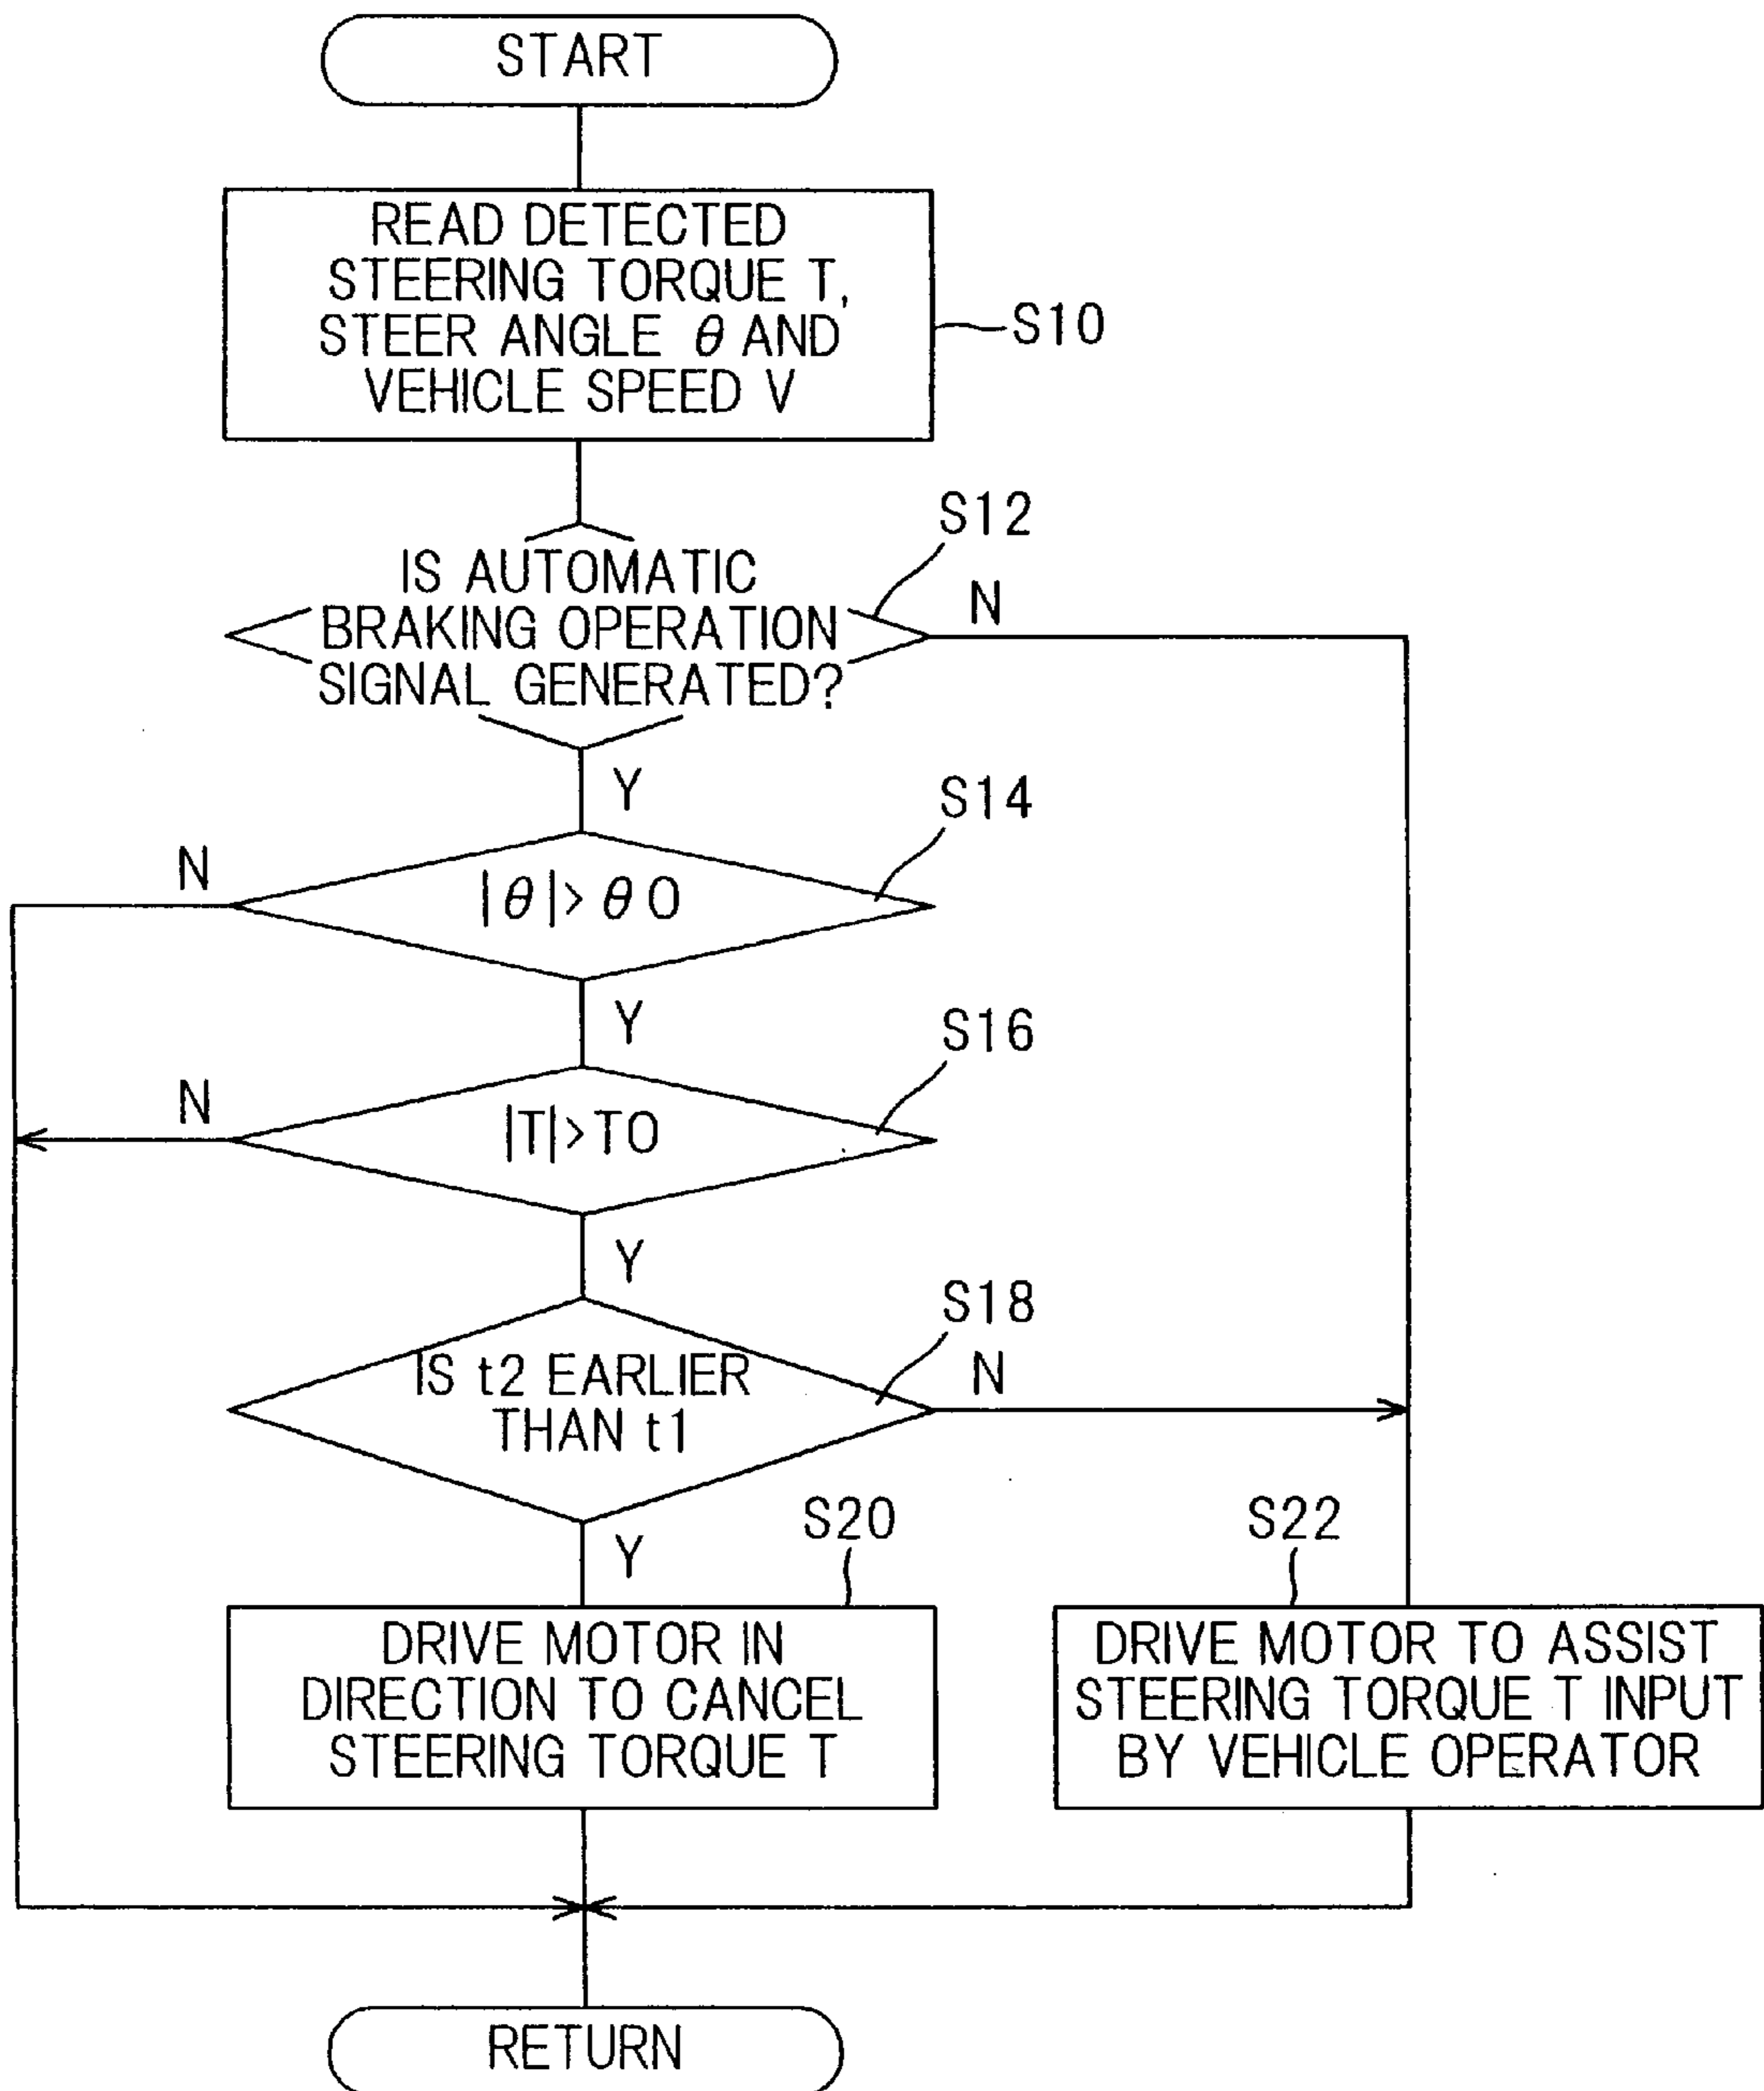 START
READ DETECTED
STEERING TORQUE T,
STEER ANGLE θ AND
VEHICLE SPEED V
S10
S12
IS AUTOMATIC
BRAKING OPERATION
SIGNAL GENERATED?
N
Y
S14
N
|θ|>θ0
Y
S16
N
|T|>T0
Y
S18
IS t2 EARLIER
THAN t1
N
Y
S20
DRIVE MOTOR IN
DIRECTION TO CANCEL
STEERING TORQUE T
S22
DRIVE MOTOR TO ASSIST
STEERING TORQUE T INPUT
BY VEHICLE OPERATOR
RETURN